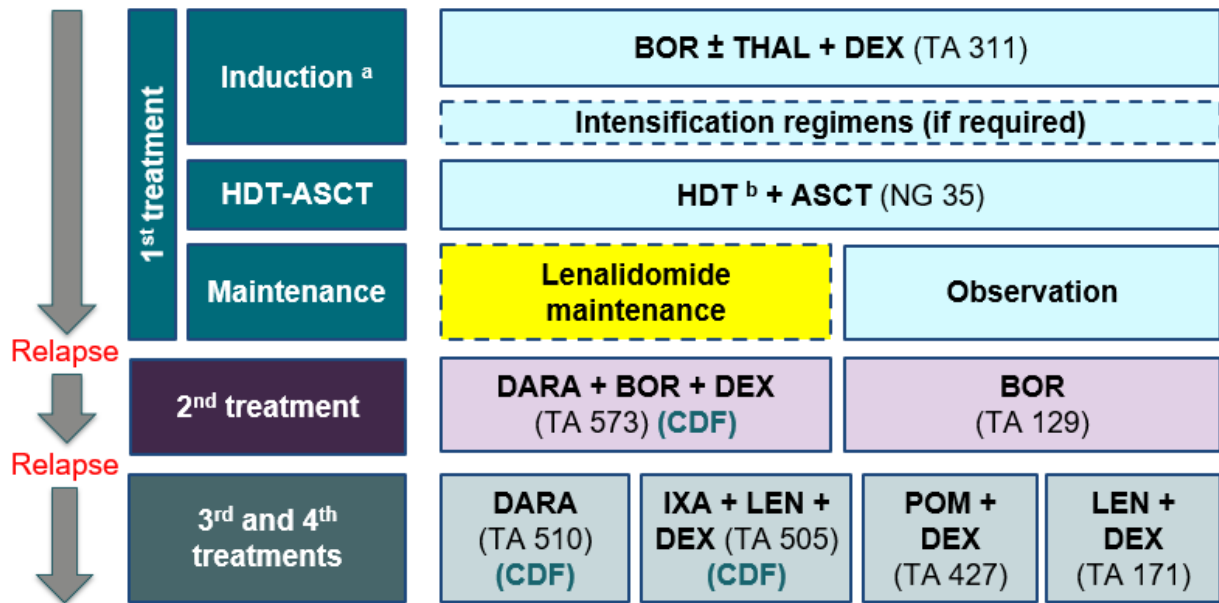 1st treatment
Induction a
BOR ± THAL + DEX (TA 311)
Intensification regimens (if required)
HDT-ASCT
HDT b + ASCT (NG 35)
Maintenance
Lenalidomide
maintenance
Observation
Relapse
2nd treatment
DARA + BOR + DEX
(TA 573) (CDF)
BOR
(TA 129)
Relapse
3rd and 4th
treatments
DARA
(TA 510)
(CDF)
IXA + LEN +
DEX (TA 505)
(CDF)
POM +
DEX
(TA 427)
LEN +
DEX
(TA 171)